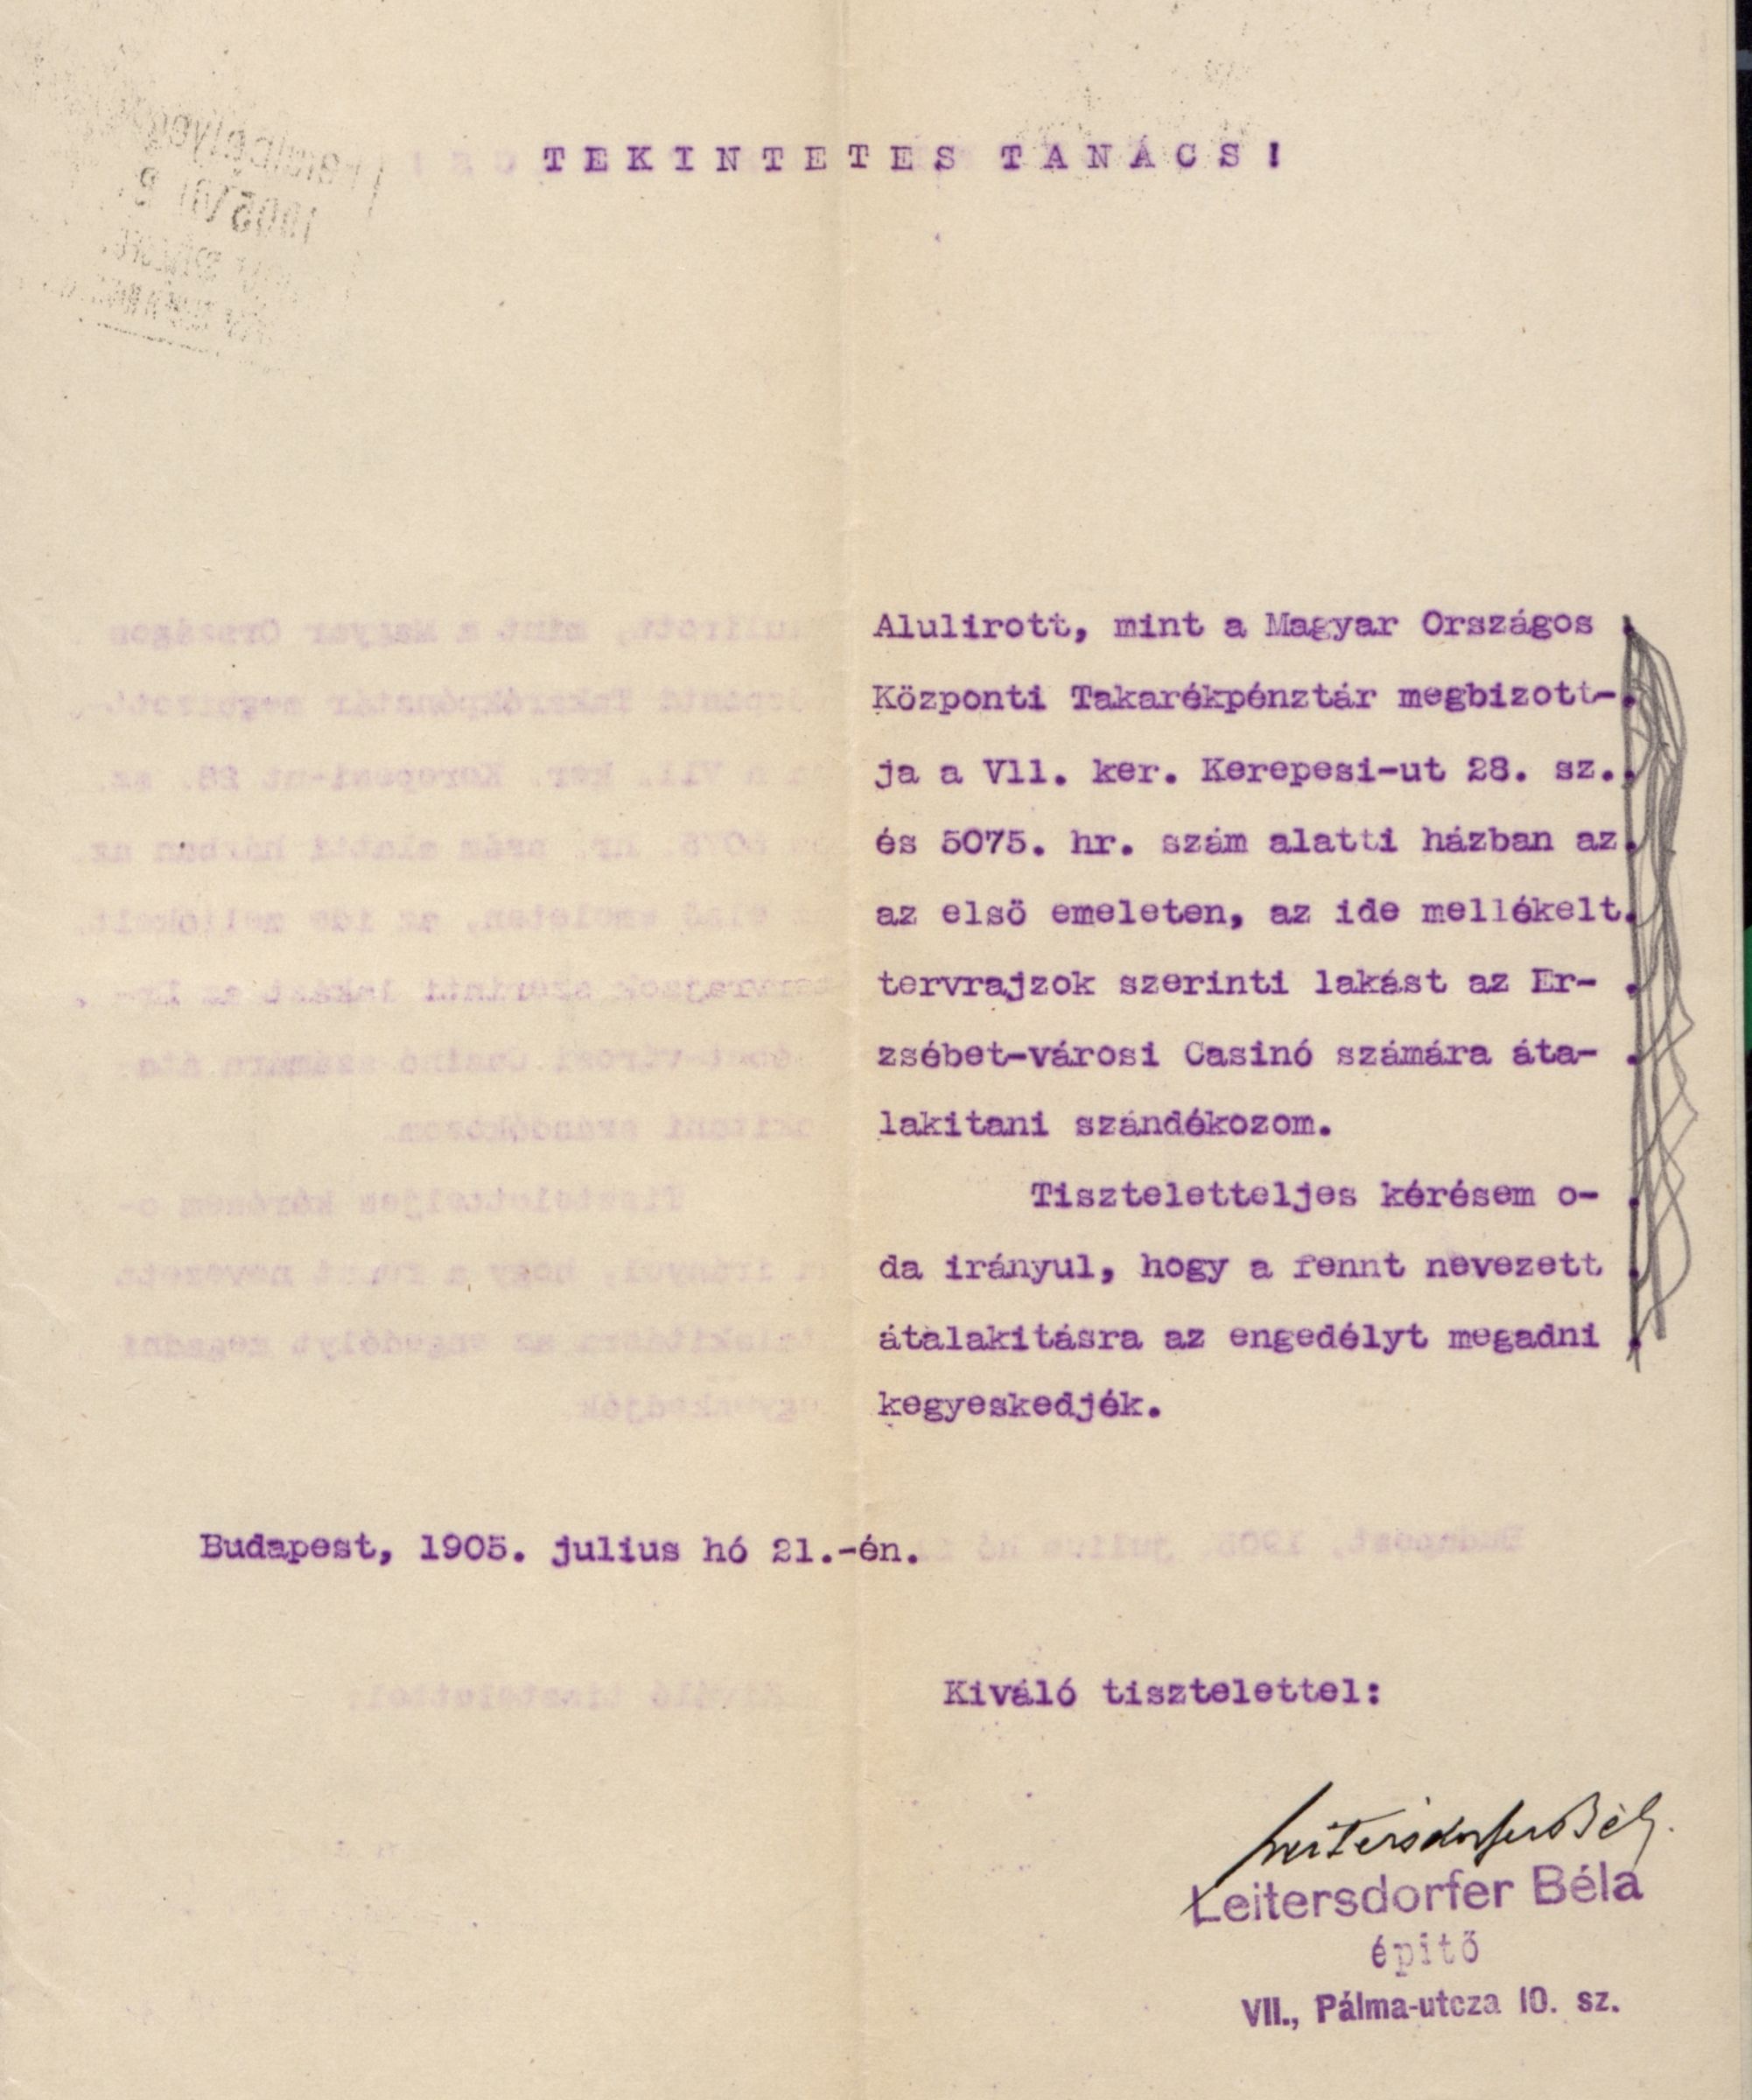 TEKINTETES TANÁCS!
Alulirott, mint a Magyar Országos
Központi Takarékpénztár megbizott-
ja a Vll. ker. Kerepesi-ut 28. sz.
és 5075. hr. szám alatti házban az
az elsö emeleten, az ide mellékelt
tervrajzok szerinti lakást az Er-
zsébet-városi Casinó számára áta-
lakitani szándékozom.
Tiszteletteljes kérésem o-
da irányul, hogy a fennt nevezett
átalakitásra az engedélyt megadni
kegyeskedjék.
Budapest, 1905. julius hó 21.-én.
Kiváló tisztelettel:
Leitersdorfer Béla
Leitersdorfer Béla
épitő
VII., Pálma-utcza 10. sz.